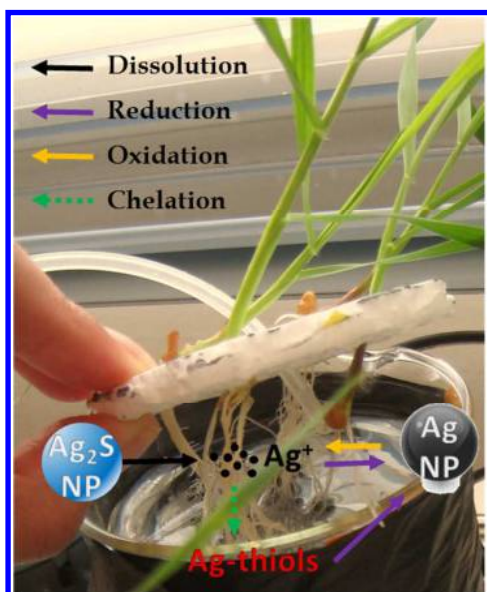 Dissolution
Reduction
Oxidation
Chelation
Ag₂S
NP
Ag⁺
Ag
NP
Ag-thiols